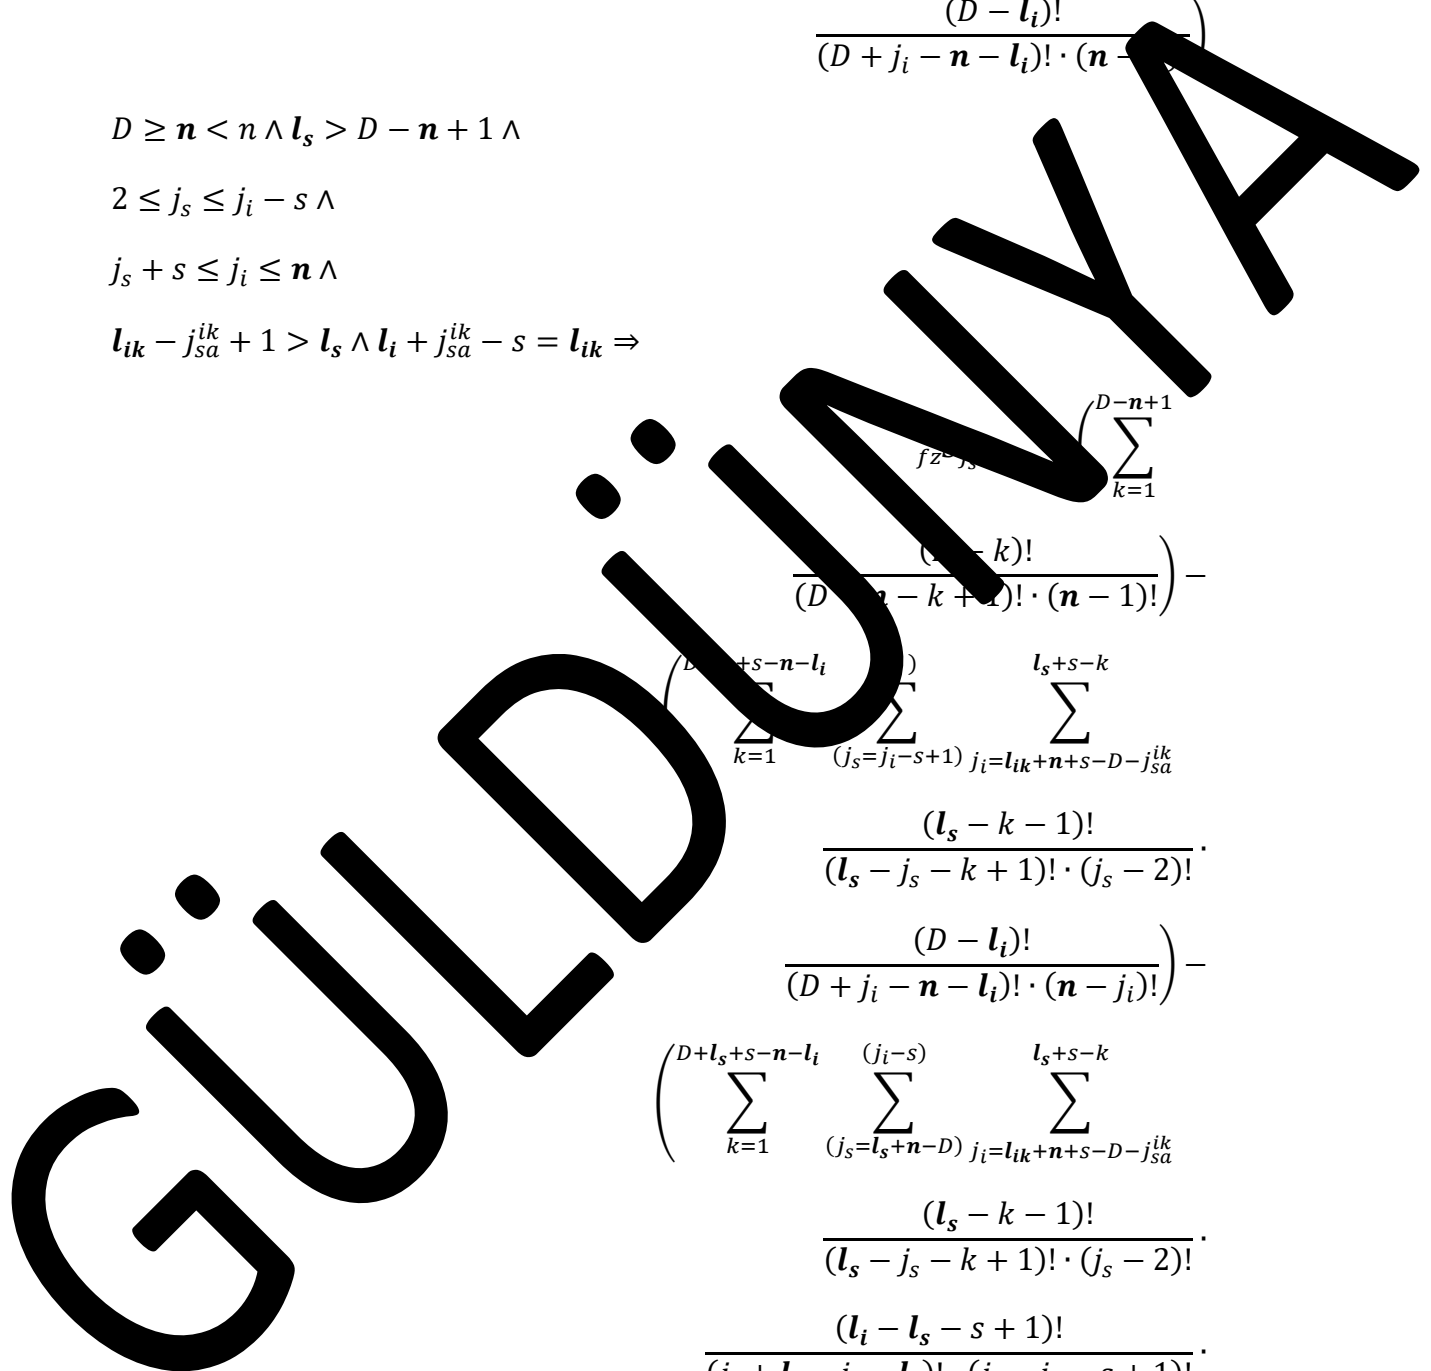 (D − l_i)!
(D + j_i − n − l_i)! · (n −
D ≥ n < n ∧ l_s > D − n + 1 ∧
2 ≤ j_s ≤ j_i − s ∧
j_s + s ≤ j_i ≤ n ∧
l_ik − j_sa^ik + 1 > l_s ∧ l_i + j_sa^ik − s = l_ik ⇒
D−n+1
( ∑
k=1
− k)!
(D n − k + 1)! · (n − 1)! ) −
+s−n−l_i ) l_s+s−k
( ∑ ∑ ∑
k=1 (j_s=j_i−s+1) j_i=l_ik+n+s−D−j_sa^ik
(l_s − k − 1)!
(l_s − j_s − k + 1)! · (j_s − 2)! ·
(D − l_i)!
(D + j_i − n − l_i)! · (n − j_i)! ) −
D+l_s+s−n−l_i (j_i−s) l_s+s−k
( ∑ ∑ ∑
k=1 (j_s=l_s+n−D) j_i=l_ik+n+s−D−j_sa^ik
(l_s − k − 1)!
(l_s − j_s − k + 1)! · (j_s − 2)! ·
(l_i − l_s − s + 1)! ·
GÜLDÜNYA